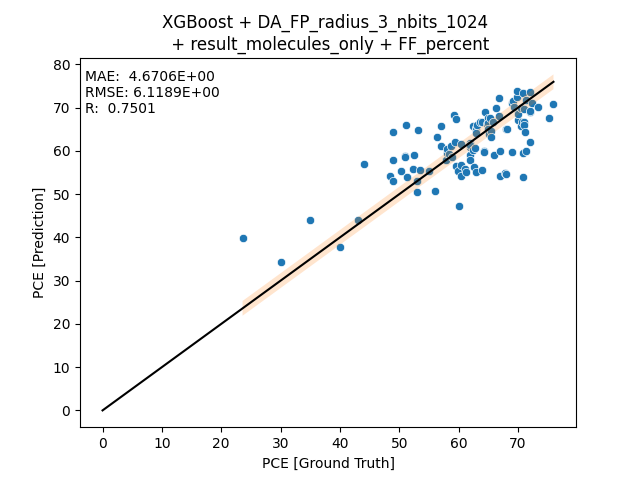 XGBoost + DA_FP_radius_3_nbits_1024
+ result_molecules_only + FF_percent
MAE:  4.6706E+00
RMSE: 6.1189E+00
R:  0.7501
PCE [Prediction]
80
70
60
50
40
30
20
10
0
0 10 20 30 40 50 60 70
PCE [Ground Truth]